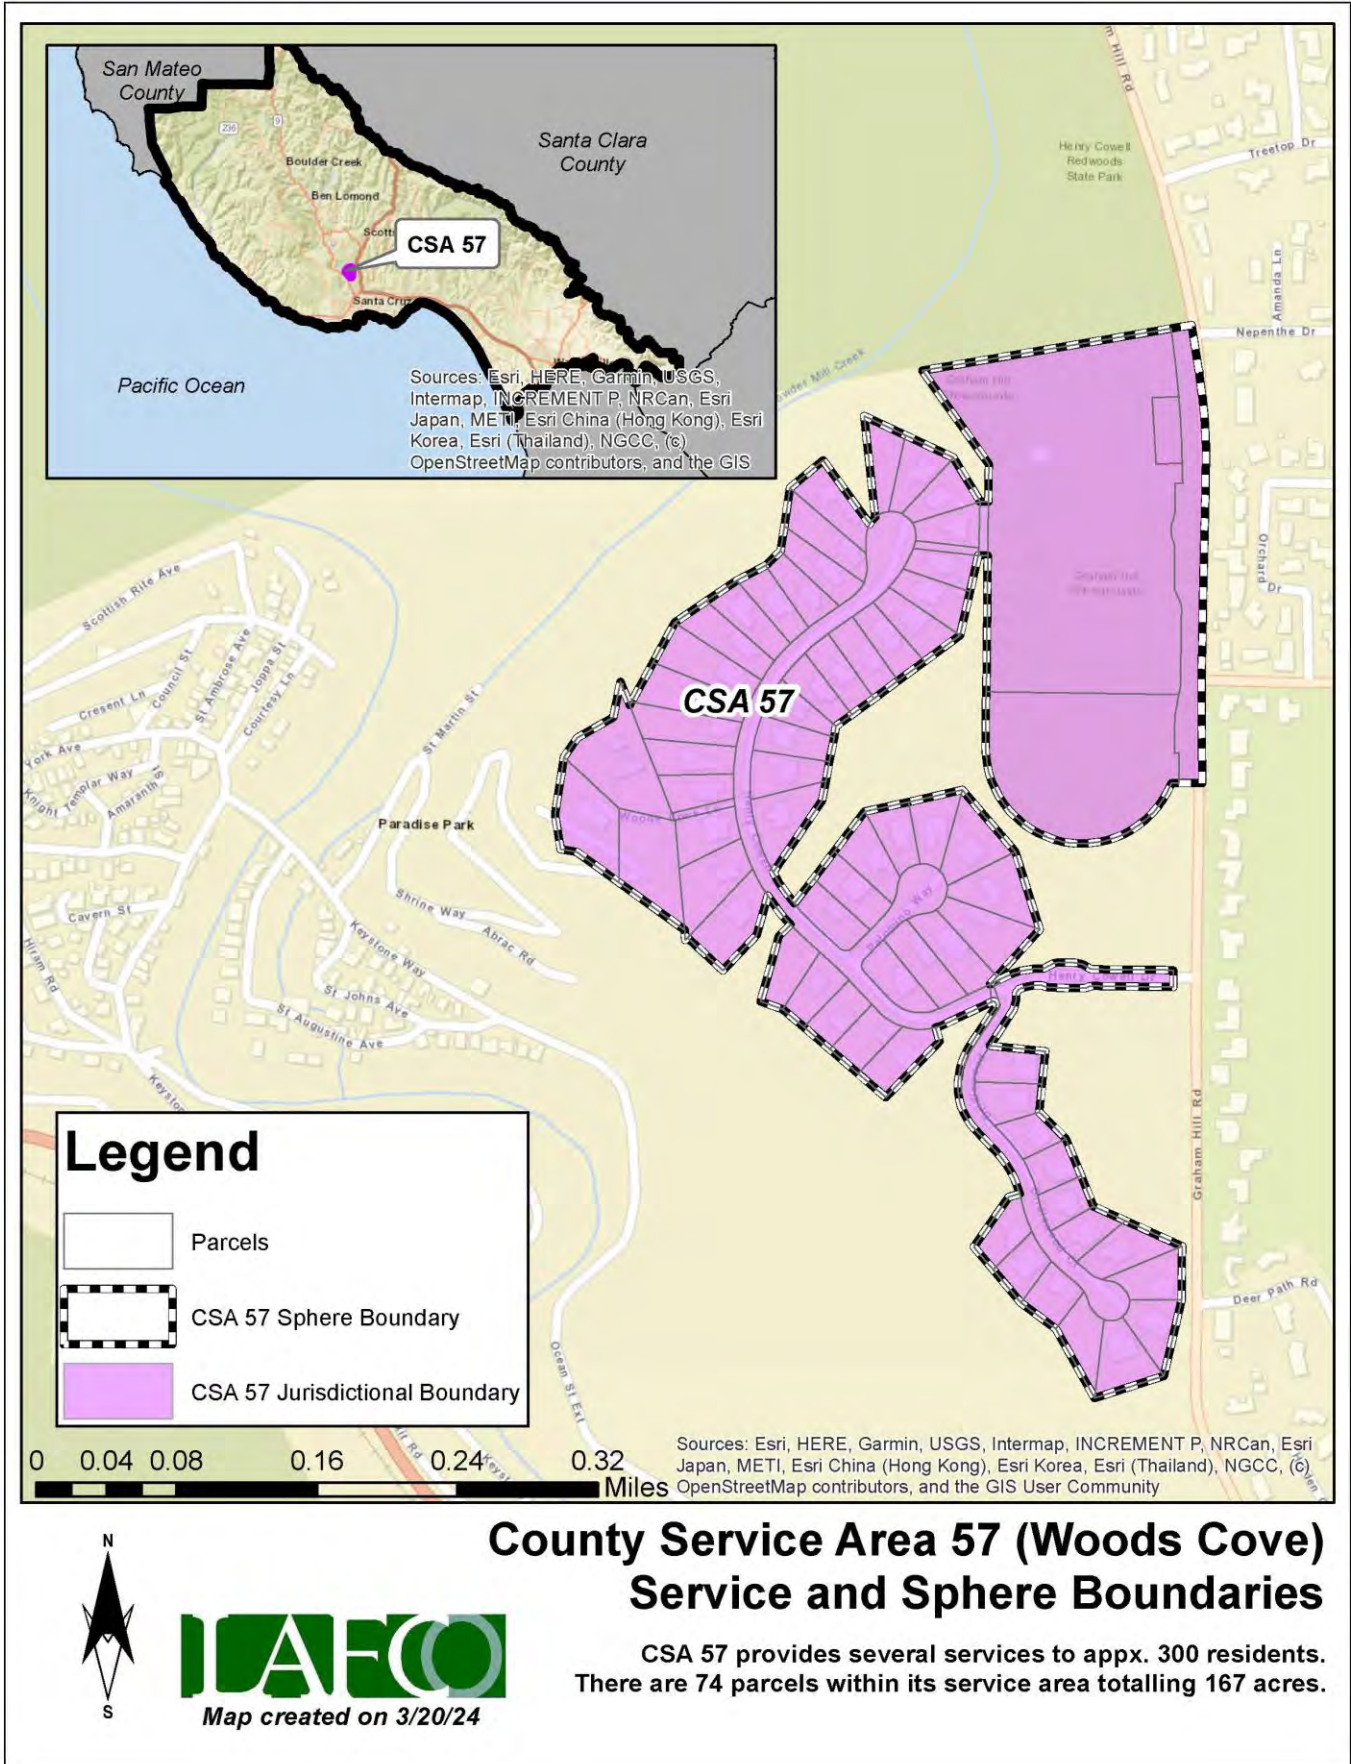 San Mateo
County
Santa Clara
County
236
9
Boulder Creek
Ben Lomond
CSA 57
Santa Cruz
Pacific Ocean
Sources: Esri, HERE, Garmin, USGS,
Intermap, INCREMENT P, NRCan, Esri
Japan, METI, Esri China (Hong Kong), Esri
Korea, Esri (Thailand), NGCC, (c)
OpenStreetMap contributors, and the GIS
Henry Cowell
Redwoods
State Park
Treetop Dr
Amanda Ln
Nepenthe Dr
Mill Creek
Graham Hill
Orchard
Dr
Graham Hill
Scottish Rite Ave
Council St
St Ambrose Ave
Joppa St
Courtesy Ln
Cresent Ln
York Ave
Knight Templar Way
Amaranth St
St Martin St
CSA 57
Paradise Park
Cavern St
Hiram Rd
Shrine Way
Abrac Rd
Keystone Way
St Johns Ave
St Augustine Ave
Way
Henry Cowell Dr
Graham Hill Rd
Deer Path Rd
Ocean St Ext
Legend
Parcels
CSA 57 Sphere Boundary
CSA 57 Jurisdictional Boundary
0 0.04 0.08 0.16 0.24 0.32
Miles
Sources: Esri, HERE, Garmin, USGS, Intermap, INCREMENT P, NRCan, Esri
Japan, METI, Esri China (Hong Kong), Esri Korea, Esri (Thailand), NGCC, (c)
OpenStreetMap contributors, and the GIS User Community
County Service Area 57 (Woods Cove)
Service and Sphere Boundaries
N
S
LAFCO
Map created on 3/20/24
CSA 57 provides several services to appx. 300 residents.
There are 74 parcels within its service area totalling 167 acres.